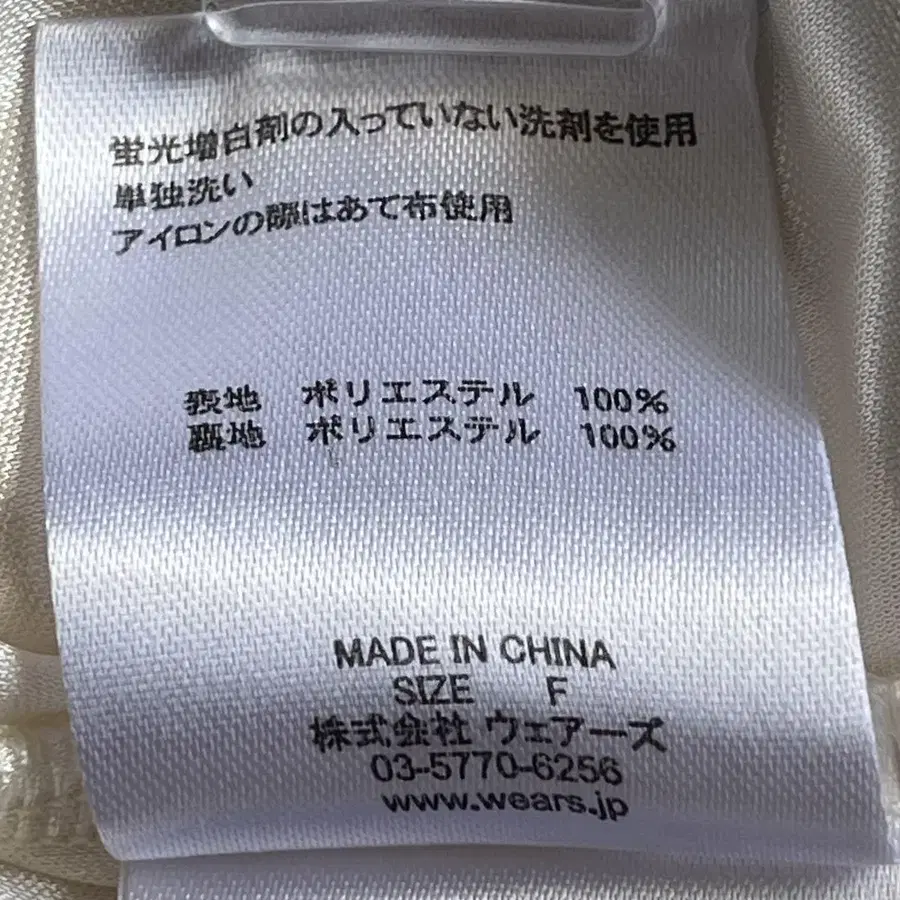 蛍光増白剤の入っていない洗剤を使用
単独洗い
アイロンの際はあて布使用
表地 ポリエステル 100%
裏地 ポリエステル 100%
MADE IN CHINA
SIZE F
株式会社 ウェアーズ
03-5770-6256
www.wears.jp